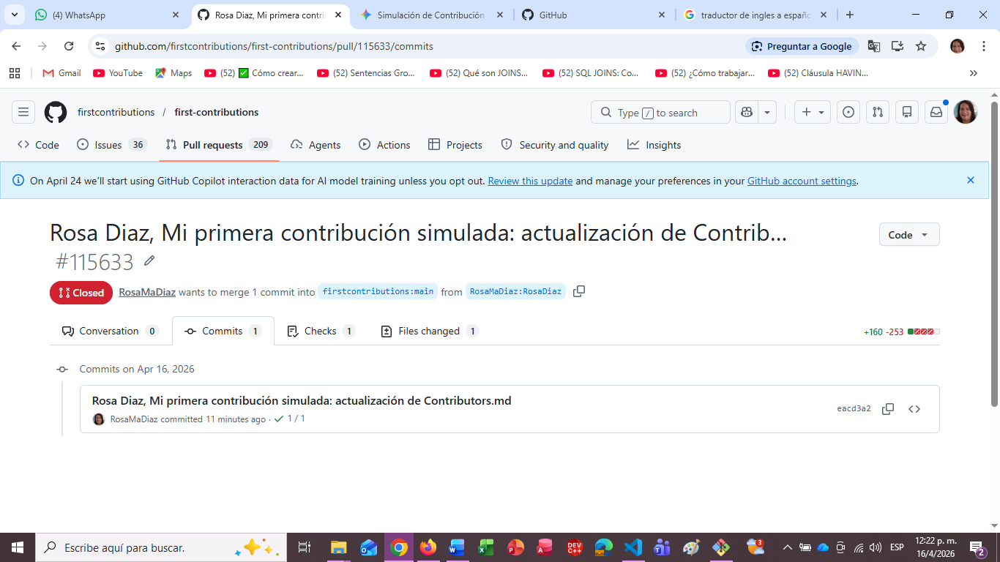 (4) WhatsApp
Rosa Diaz, Mi primera contri
Simulación de Contribución
GitHub
traductor de ingles a españo
github.com/firstcontributions/first-contributions/pull/115633/commits
Preguntar a Google
Gmail
YouTube
Maps
(52) ✅ Cómo crear...
(52) Sentencias Gro...
(52) Qué son JOINS...
(52) SQL JOINS: Co...
(52) ¿Cómo trabajar...
(52) Cláusula HAVIN...
firstcontributions / first-contributions
Type / to search
Code
Issues 36
Pull requests 209
Agents
Actions
Projects
Security and quality
Insights
On April 24 we'll start using GitHub Copilot interaction data for AI model training unless you opt out. Review this update and manage your preferences in your GitHub account settings.
Rosa Diaz, Mi primera contribución simulada: actualización de Contrib...
#115633
Code
Closed
RosaMaDiaz wants to merge 1 commit into firstcontributions:main from RosaMaDiaz:RosaDiaz
Conversation 0
Commits 1
Checks 1
Files changed 1
+160 -253
Commits on Apr 16, 2026
Rosa Diaz, Mi primera contribución simulada: actualización de Contributors.md
RosaMaDiaz committed 11 minutes ago · 1 / 1
eacd3a2
Escribe aquí para buscar.
DEV C++
3
ESP
12:22 p. m.
16/4/2026
2